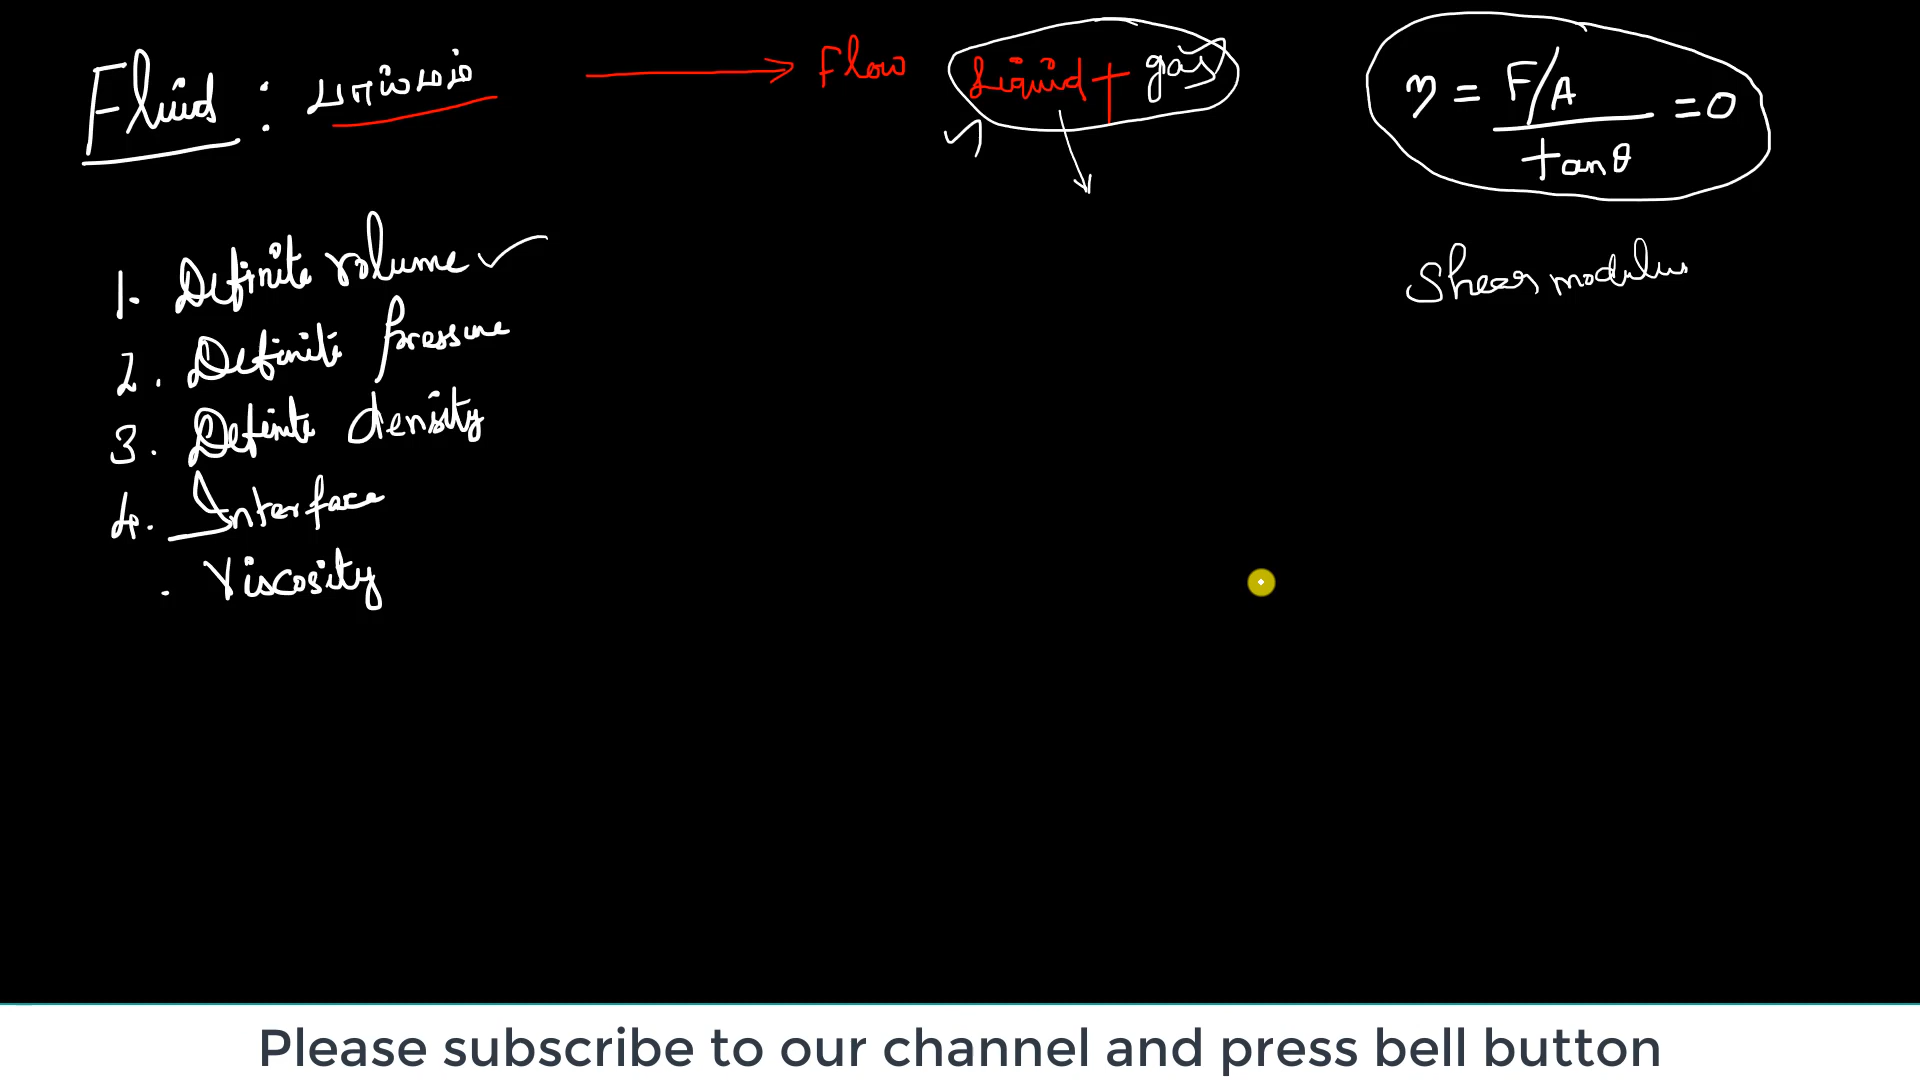 Fluid : பாய்மம் → Flow Liquid + gas
η = F/A / tanθ = 0
Shear modulus
1. Definite volume ✓
2. Definite pressure
3. Definite density
4. Interface
. Viscosity
Please subscribe to our channel and press bell button